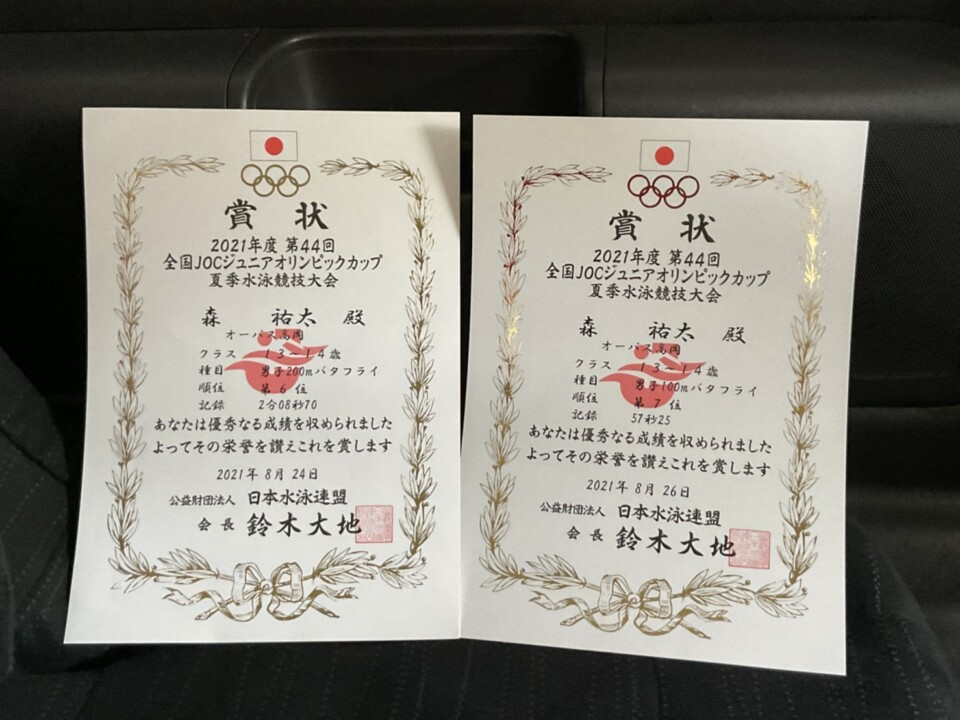 賞 状
2021年度 第44回
全国JOCジュニアオリンピックカップ
夏季水泳競技大会
森 祐太 殿
オーパス高岡
クラス 13~14歳
種目 男子200mバタフライ
順位 第6位
記録 2分08秒70
あなたは優秀なる成績を収められました
よってその栄誉を讃えこれを賞します
2021年8月24日
公益財団法人 日本水泳連盟
会長 鈴木大地
賞 状
2021年度 第44回
全国JOCジュニアオリンピックカップ
夏季水泳競技大会
森 祐太 殿
オーパス高岡
クラス 13~14歳
種目 男子100mバタフライ
順位 第7位
記録 57秒25
あなたは優秀なる成績を収められました
よってその栄誉を讃えこれを賞します
2021年8月26日
公益財団法人 日本水泳連盟
会長 鈴木大地